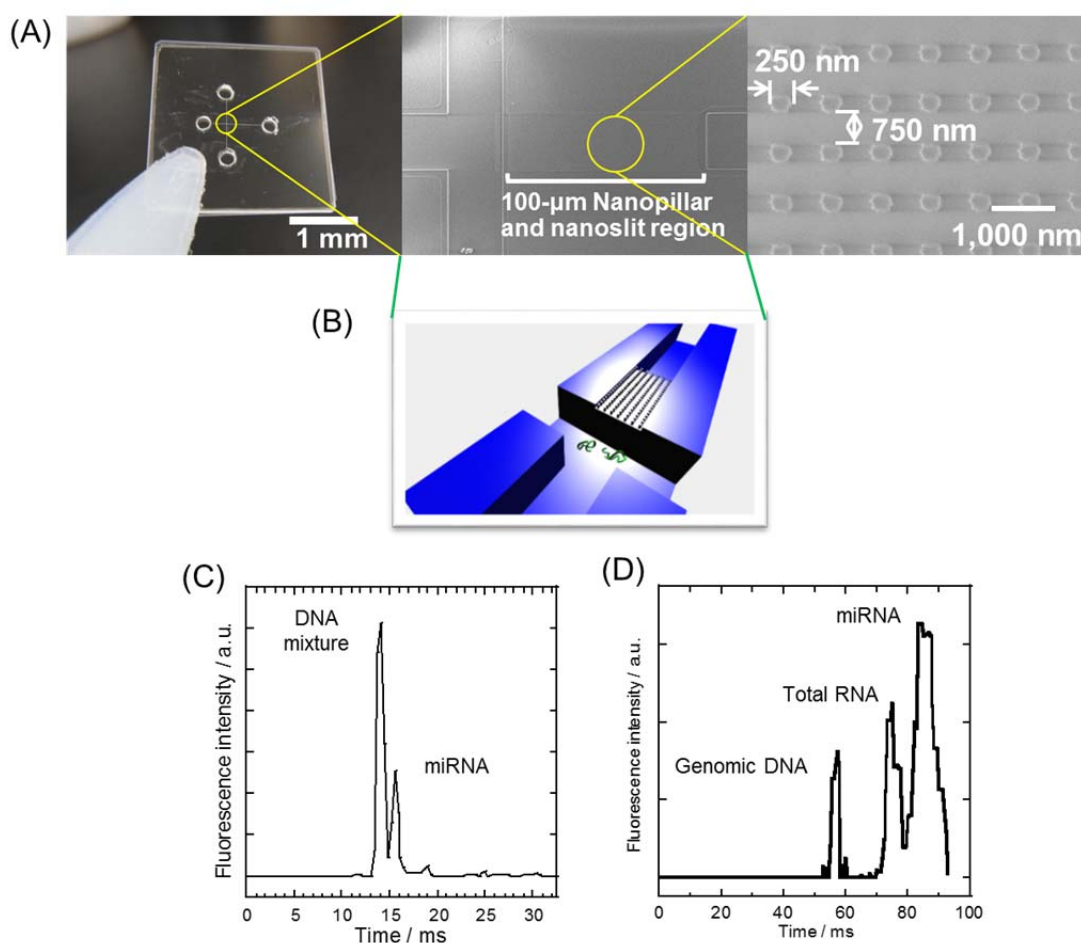 (A)
1 mm
100-µm Nanopillar
and nanoslit region
250 nm
750 nm
1,000 nm
(B)
(C)
Fluorescence intensity / a.u.
DNA
mixture
miRNA
0 5 10 15 20 25 30
Time / ms
(D)
Fluorescence intensity / a.u.
miRNA
Total RNA
Genomic DNA
0 20 40 60 80 100
Time / ms